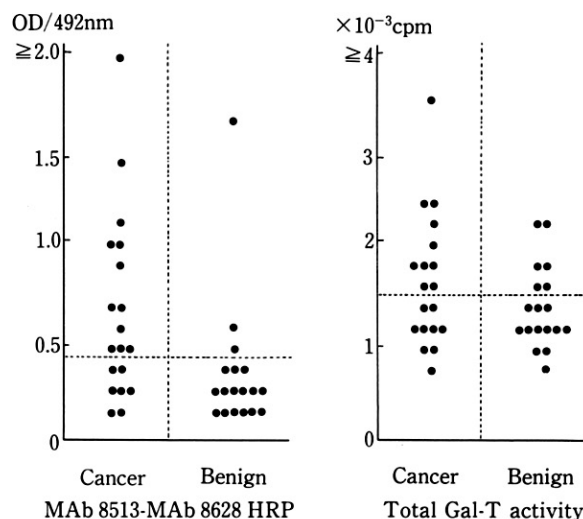 OD/492nm
≧2.0
1.5
1.0
0.5
0
Cancer Benign
MAb 8513-MAb 8628 HRP
×10⁻³cpm
≧4
3
2
1
0
Cancer Benign
Total Gal-T activity